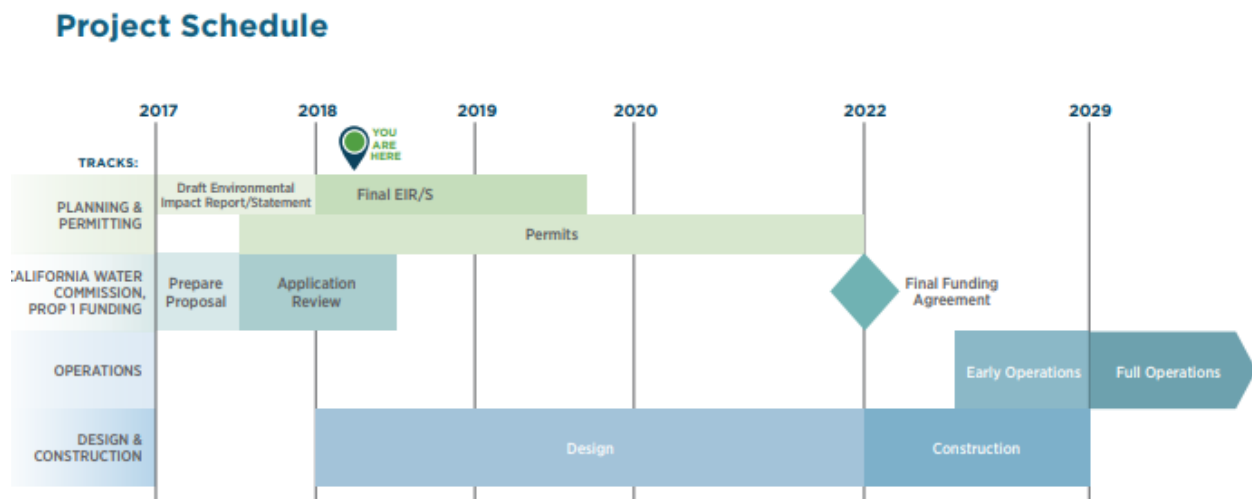 Project Schedule
2017 2018 2019 2020 2022 2029
YOU
ARE
HERE
TRACKS:
PLANNING &
PERMITTING
Draft Environmental
Impact Report/Statement
Final EIR/S
Permits
CALIFORNIA WATER
COMMISSION,
PROP 1 FUNDING
Prepare
Proposal
Application
Review
Final Funding
Agreement
OPERATIONS
Early Operations
Full Operations
DESIGN &
CONSTRUCTION
Design
Construction